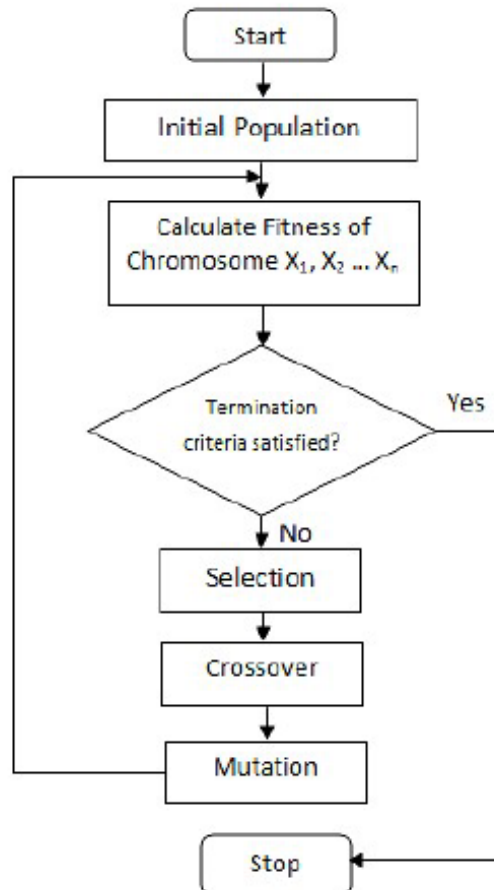 Start
Initial Population
Calculate Fitness of
Chromosome X₁, X₂ ... Xₙ
Termination
criteria satisfied?
Yes
No
Selection
Crossover
Mutation
Stop